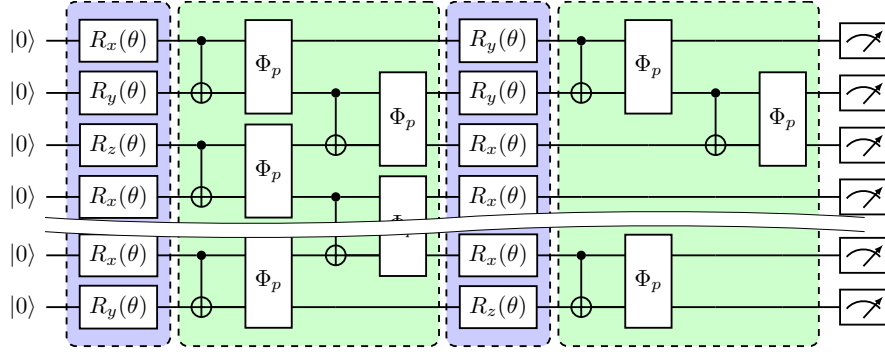 |0⟩ R_x(θ) Φ_p R_y(θ) Φ_p
|0⟩ R_y(θ) Φ_p R_y(θ) Φ_p
|0⟩ R_z(θ) Φ_p R_x(θ)
|0⟩ R_x(θ) R_x(θ)
|0⟩ R_x(θ) Φ_p R_x(θ) Φ_p
|0⟩ R_y(θ) R_z(θ)